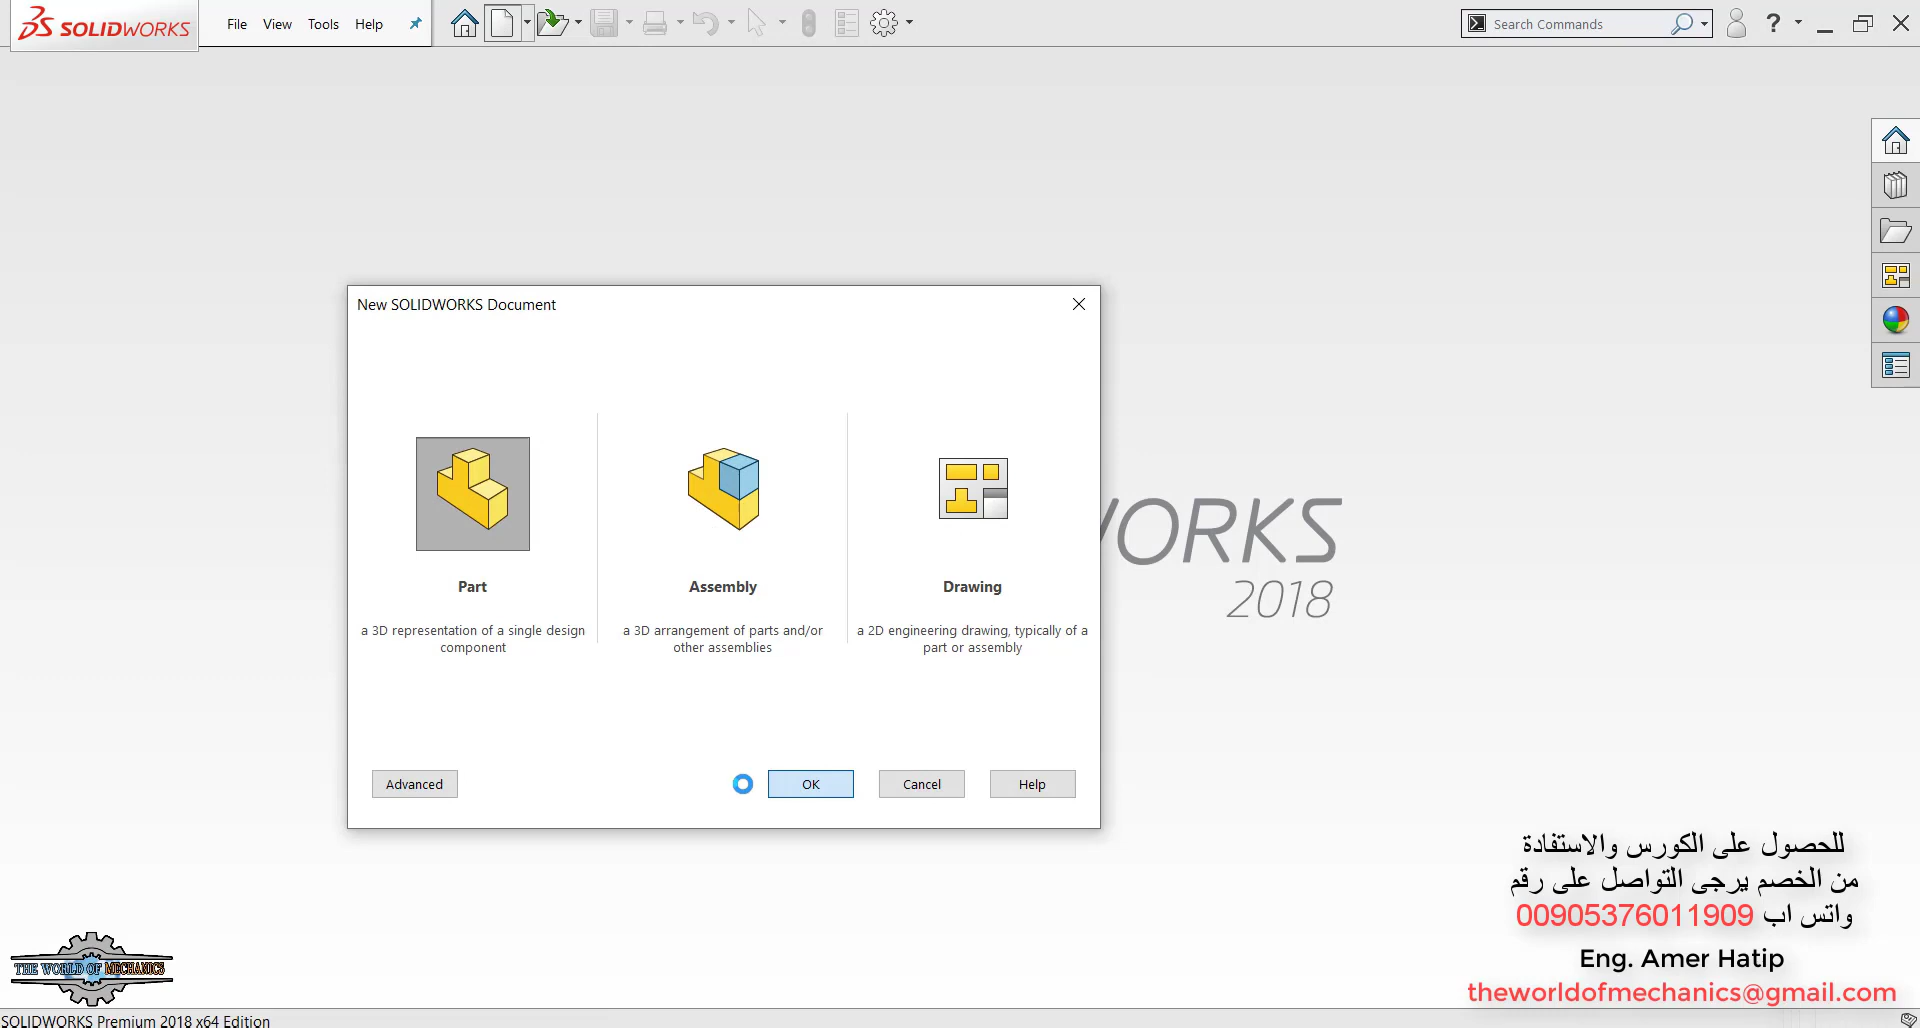 SOLIDWORKS
File View Tools Help
Search Commands
?
New SOLIDWORKS Document
Part
a 3D representation of a single design
component
Assembly
a 3D arrangement of parts and/or
other assemblies
Drawing
a 2D engineering drawing, typically of a
part or assembly
Advanced
OK
Cancel
Help
WORKS
2018
للحصول على الكورس والاستفادة
من الخصم يرجى التواصل على رقم
واتس اب 00905376011909
Eng. Amer Hatip
theworldofmechanics@gmail.com
THE WORLD OF MECHANICS
SOLIDWORKS Premium 2018 x64 Edition